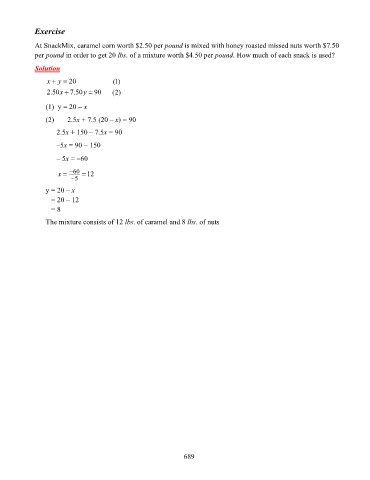 Exercise
At SnackMix, caramel corn worth $2.50 per pound is mixed with honey roasted missed nuts worth $7.50
per pound in order to get 20 lbs. of a mixture worth $4.50 per pound. How much of each snack is used?
Solution
x + y = 20 (1)
2.50x + 7.50y = 90 (2)
(1) y = 20 – x
(2) 2.5x + 7.5 (20 – x) = 90
2.5x + 150 – 7.5x = 90
–5x = 90 – 150
– 5x = –60
x = –60/–5 = 12
y = 20 – x
= 20 – 12
= 8
The mixture consists of 12 lbs. of caramel and 8 lbs. of nuts
689